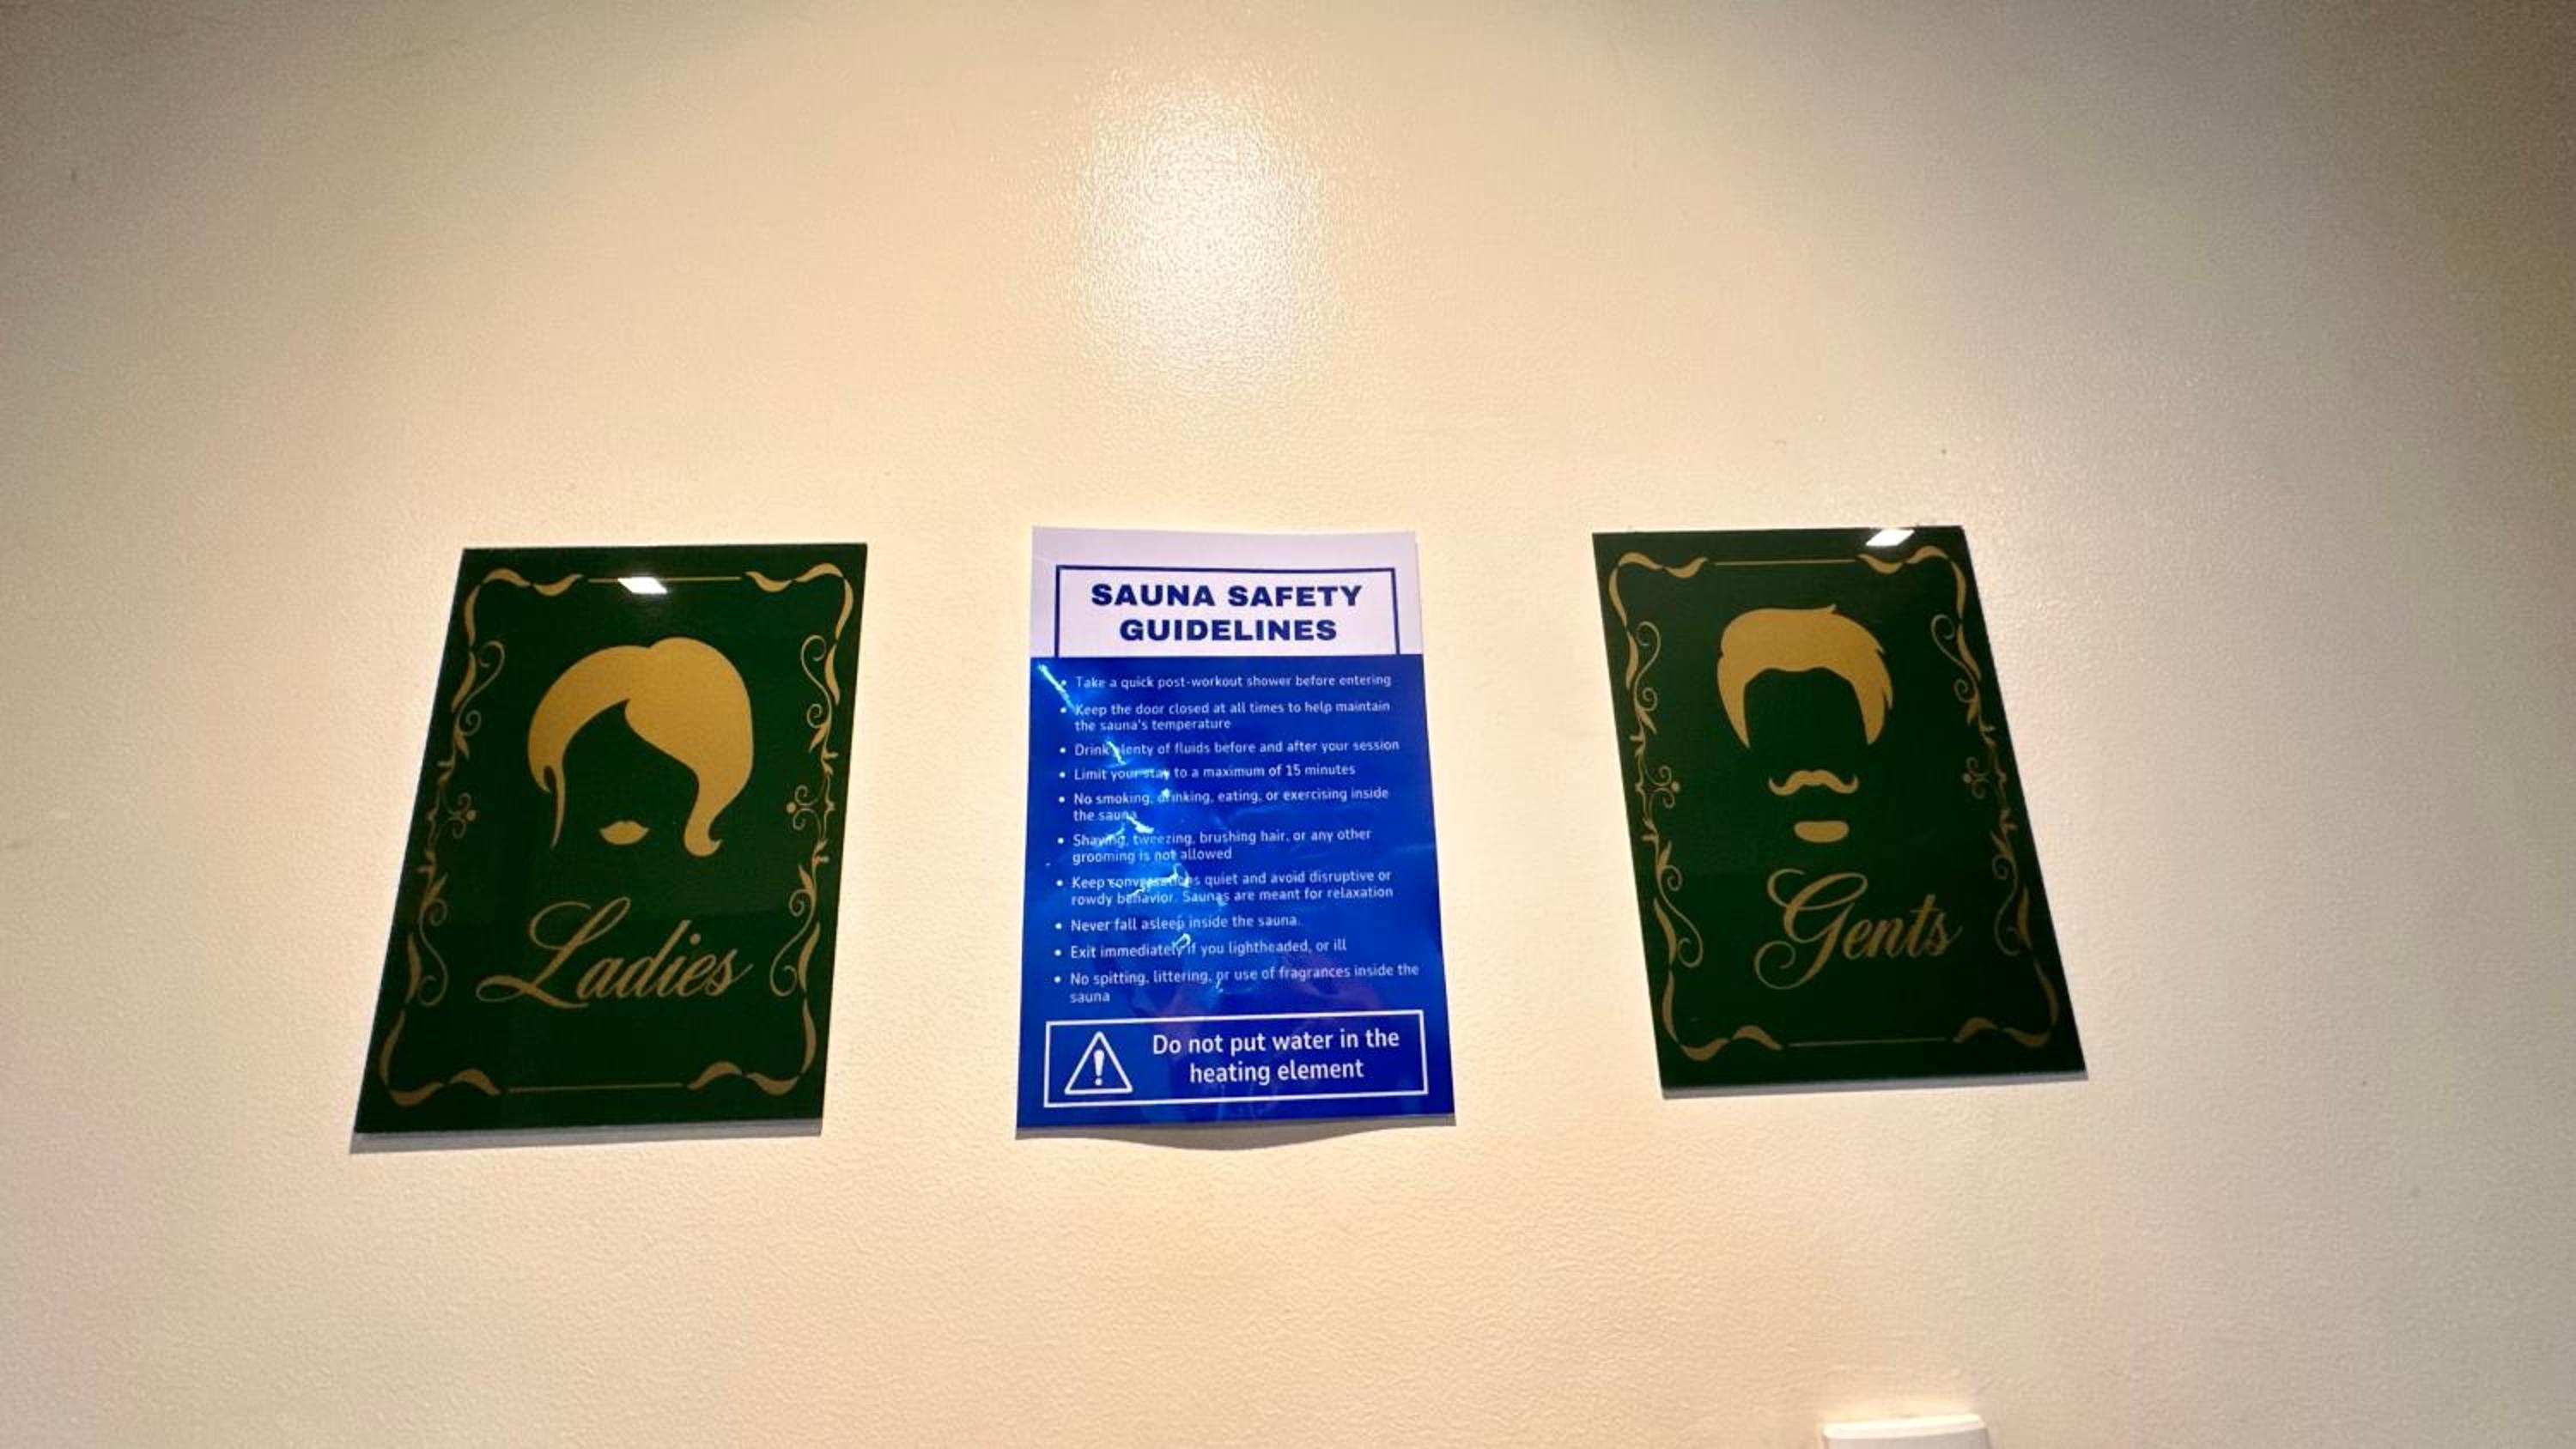 Ladies
SAUNA SAFETY
GUIDELINES
• Take a quick post-workout shower before entering
• Keep the door closed at all times to help maintain
the sauna's temperature
• Drink plenty of fluids before and after your session
• Limit your stay to a maximum of 15 minutes
• No smoking, drinking, eating, or exercising inside
the sauna
• Shaving, tweezing, brushing hair, or any other
grooming is not allowed
• Keep conversations quiet and avoid disruptive or
rowdy behavior. Saunas are meant for relaxation
• Never fall asleep inside the sauna.
• Exit immediately if you lightheaded, or ill
• No spitting, littering, or use of fragrances inside the
sauna
Do not put water in the
heating element
Gents